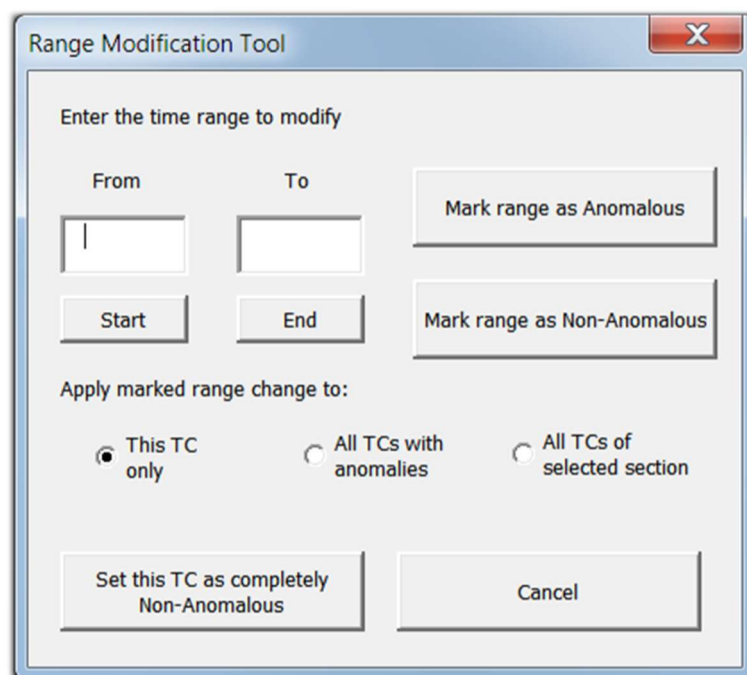 Range Modification Tool
Enter the time range to modify
From
To
Mark range as Anomalous
Start
End
Mark range as Non-Anomalous
Apply marked range change to:
This TC
only
All TCs with
anomalies
All TCs of
selected section
Set this TC as completely
Non-Anomalous
Cancel